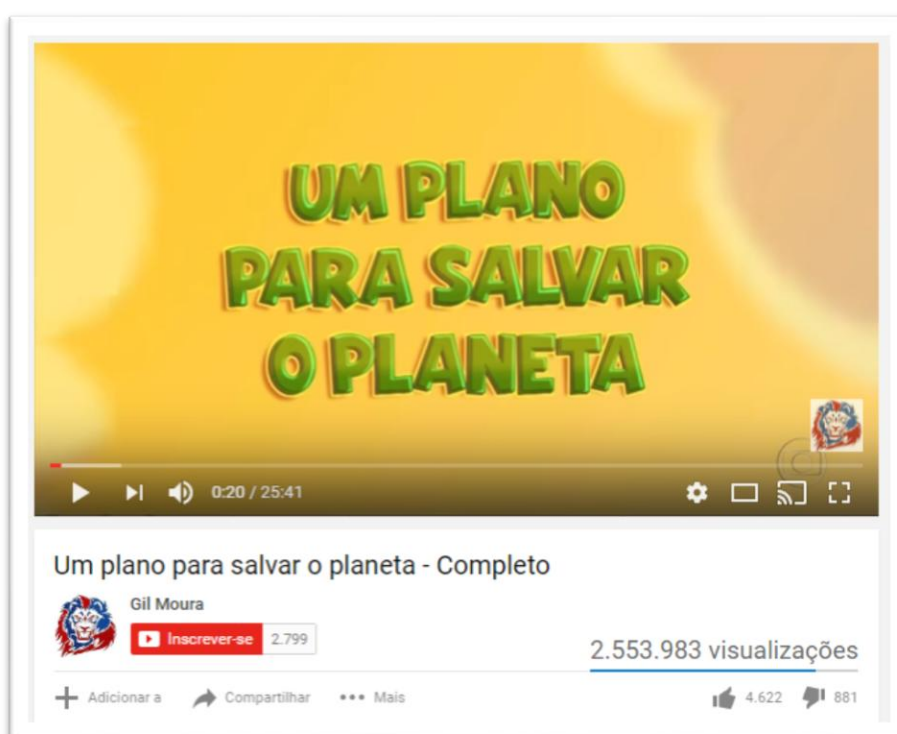 UM PLANO
PARA SALVAR
O PLANETA
0:20 / 25:41
Um plano para salvar o planeta - Completo
Gil Moura
Inscrever-se 2.799
2.553.983 visualizações
Adicionar a Compartilhar Mais 4.622 881